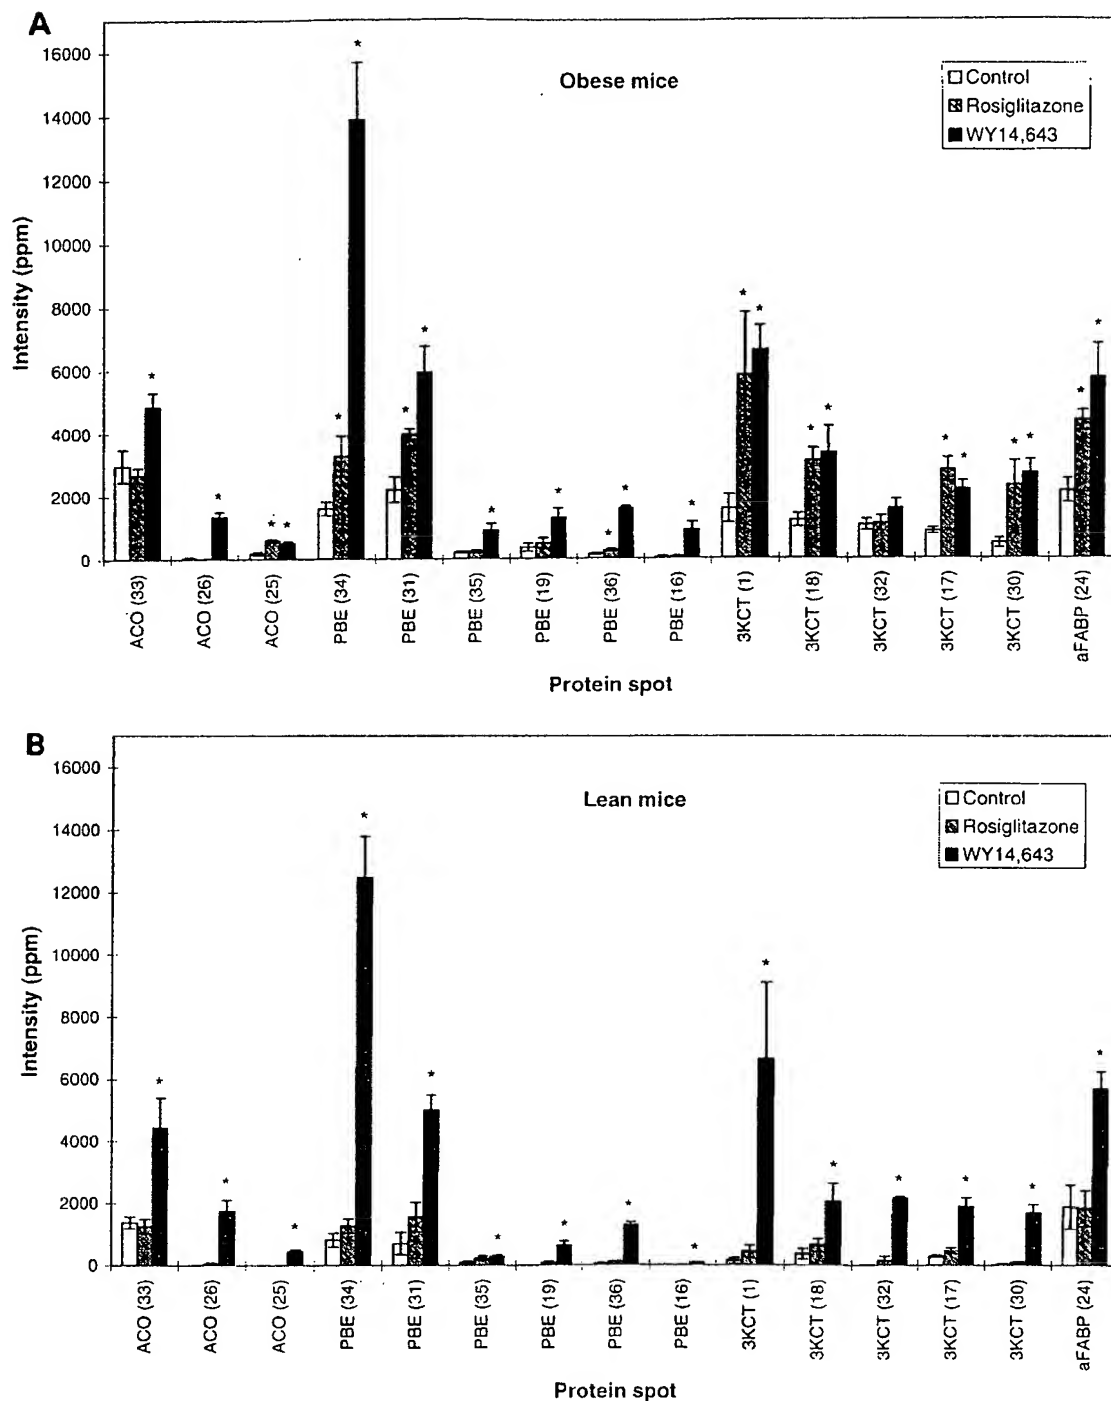 A
Obese mice
Control
Rosiglitazone
WY14,643
Intensity (ppm)
16000
14000
12000
10000
8000
6000
4000
2000
0
* * * * * * * * * * * * * * * * * * * * * *
ACO (33)
ACO (26)
ACO (25)
PBE (34)
PBE (31)
PBE (35)
PBE (19)
PBE (36)
PBE (16)
3KCT (1)
3KCT (18)
3KCT (32)
3KCT (17)
3KCT (30)
aFABP (24)
Protein spot
B
Lean mice
Control
Rosiglitazone
WY14,643
Intensity (ppm)
16000
14000
12000
10000
8000
6000
4000
2000
0
* * * * * * * * * * * * * * *
ACO (33)
ACO (26)
ACO (25)
PBE (34)
PBE (31)
PBE (35)
PBE (19)
PBE (36)
PBE (16)
3KCT (1)
3KCT (18)
3KCT (32)
3KCT (17)
3KCT (30)
aFABP (24)
Protein spot